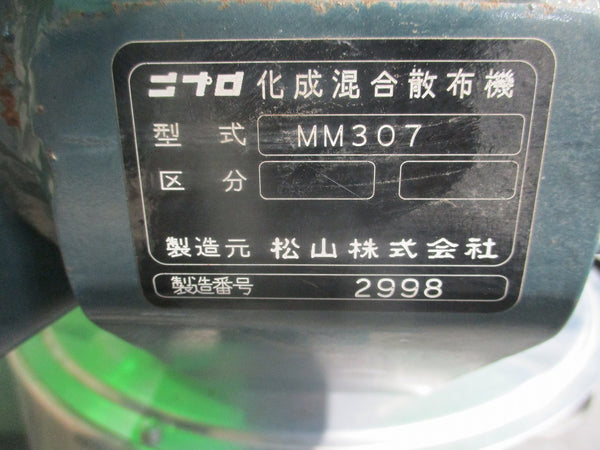 ニプロ 化成混合散布機
型式 MM307
区分
製造元 松山株式会社
製造番号 2998